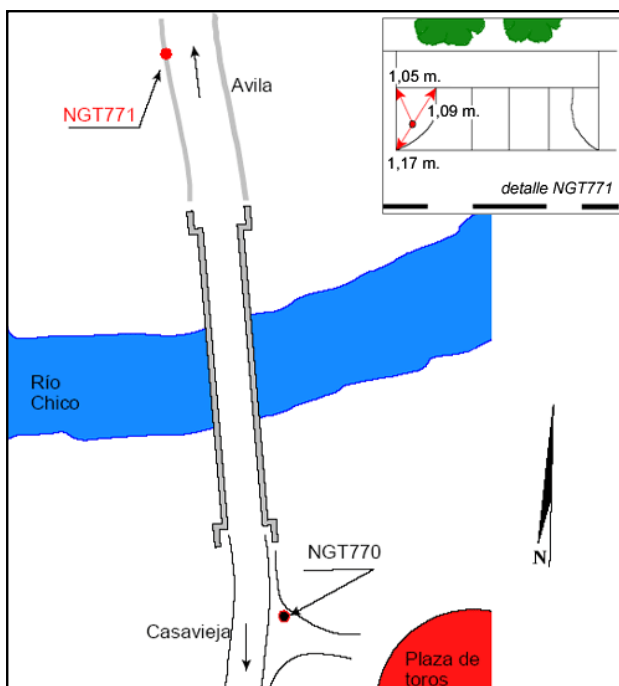 Avila
NGT771
1,05 m.
1,09 m.
1,17 m.
detalle NGT771
Río
Chico
NGT770
N
Casavieja
Plaza de
toros